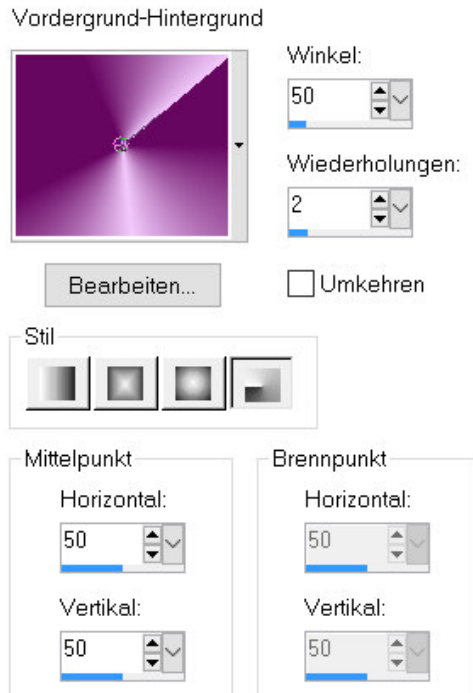 Vordergrund-Hintergrund
Winkel:
50
Wiederholungen:
2
Bearbeiten...
Umkehren
Stil
Mittelpunkt
Horizontal:
50
Vertikal:
50
Brennpunkt
Horizontal:
50
Vertikal:
50